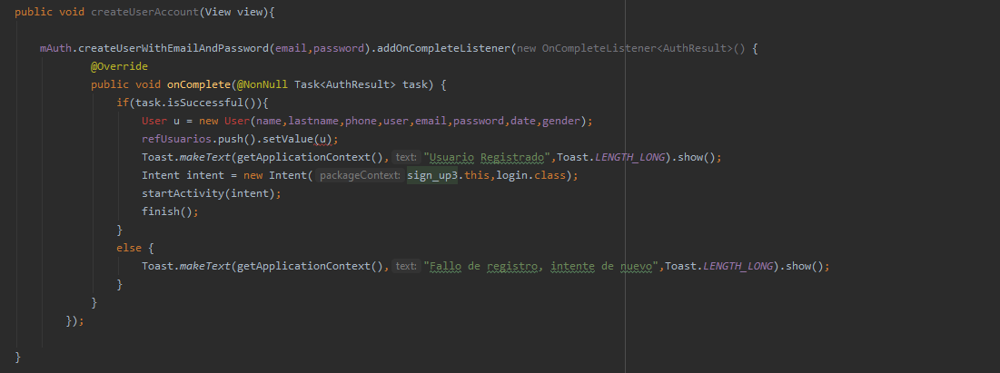 public void createUserAccount(View view){
mAuth.createUserWithEmailAndPassword(email,password).addOnCompleteListener(new OnCompleteListener<AuthResult>() {
@Override
public void onComplete(@NonNull Task<AuthResult> task) {
if(task.isSuccessful()){
User u = new User(name,lastname,phone,user,email,password,date,gender);
refUsuarios.push().setValue(u);
Toast.makeText(getApplicationContext(), text: "Usuario Registrado",Toast.LENGTH_LONG).show();
Intent intent = new Intent( packageContext: sign_up3.this,login.class);
startActivity(intent);
finish();
}
else {
Toast.makeText(getApplicationContext(), text: "Fallo de registro, intente de nuevo",Toast.LENGTH_LONG).show();
}
}
});
}